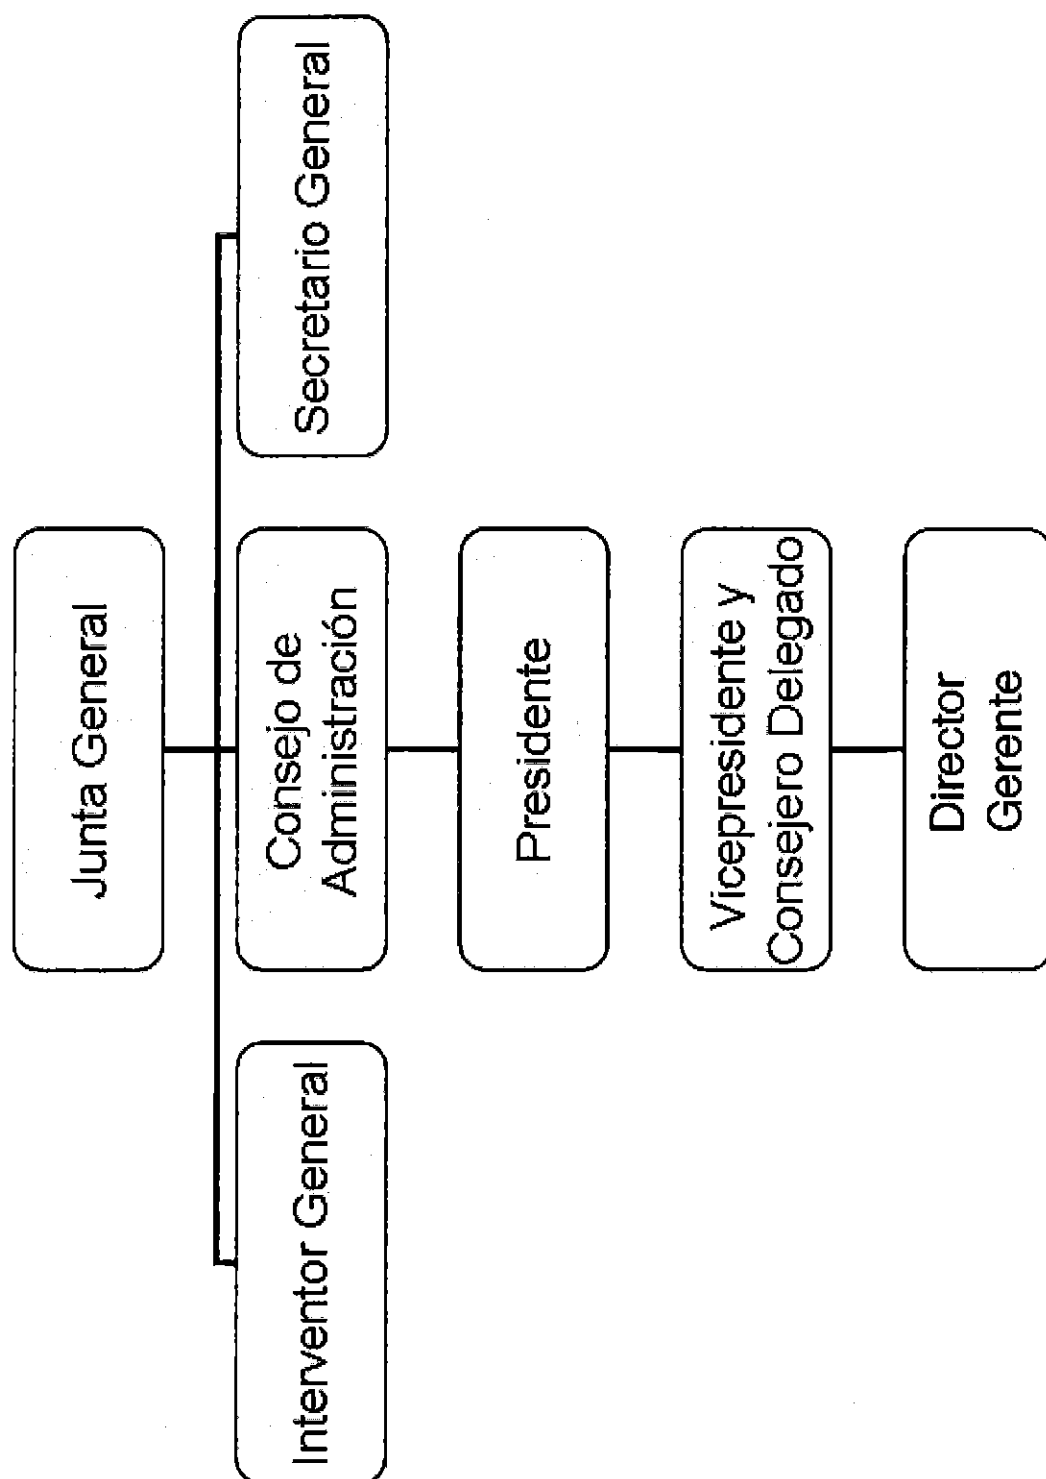 Junta General
Interventor General
Consejo de
Administración
Secretario General
Presidente
Vicepresidente y
Consejero Delegado
Director
Gerente